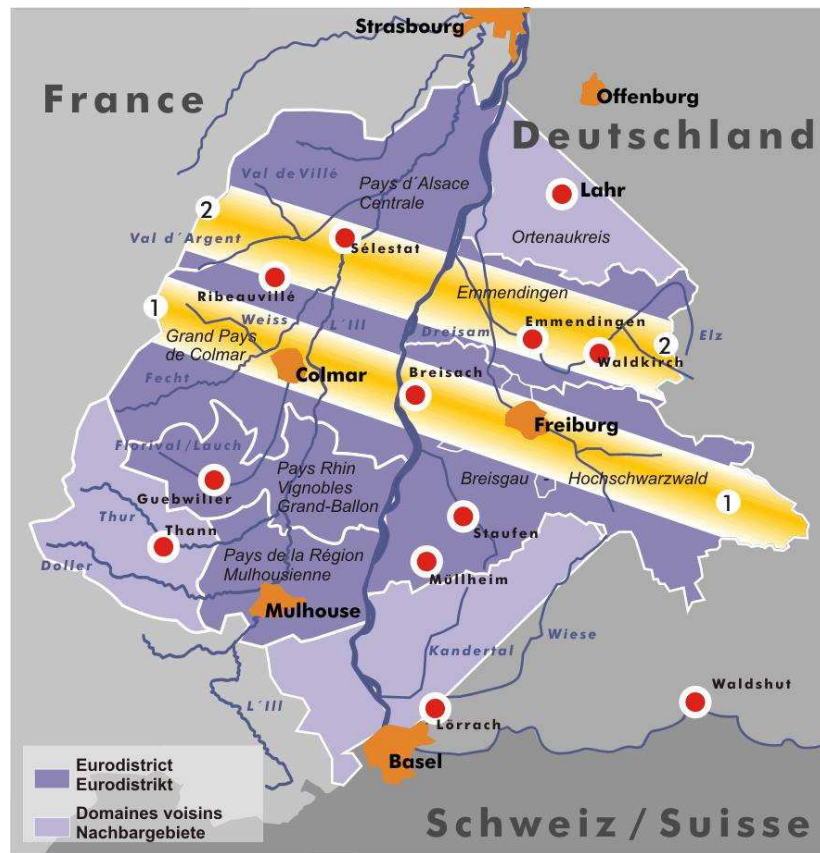 Strasbourg
France
Offenburg
Deutschland
Val de Villé
Pays d´Alsace
Centrale
Lahr
2
Val d´Argent
Sélestat
Ortenaukreis
Ribeauvillé
1
Weiss
L´Ill
Emmendingen
Dreisam
Emmendingen
Elz
Grand Pays
de Colmar
2
Waldkirch
Fecht
Colmar
Breisach
Freiburg
Florival/Lauch
Pays Rhin
Vignobles
Grand-Ballon
Breisgau -
Hochschwarzwald
1
Guebwiller
Thur
Thann
Staufen
Doller
Pays de la Région
Mulhousienne
Müllheim
Mulhouse
Kandertal
Wiese
Waldshut
L´Ill
Lörrach
Basel
Eurodistrict
Eurodistrikt
Domaines voisins
Nachbargebiete
Schweiz / Suisse